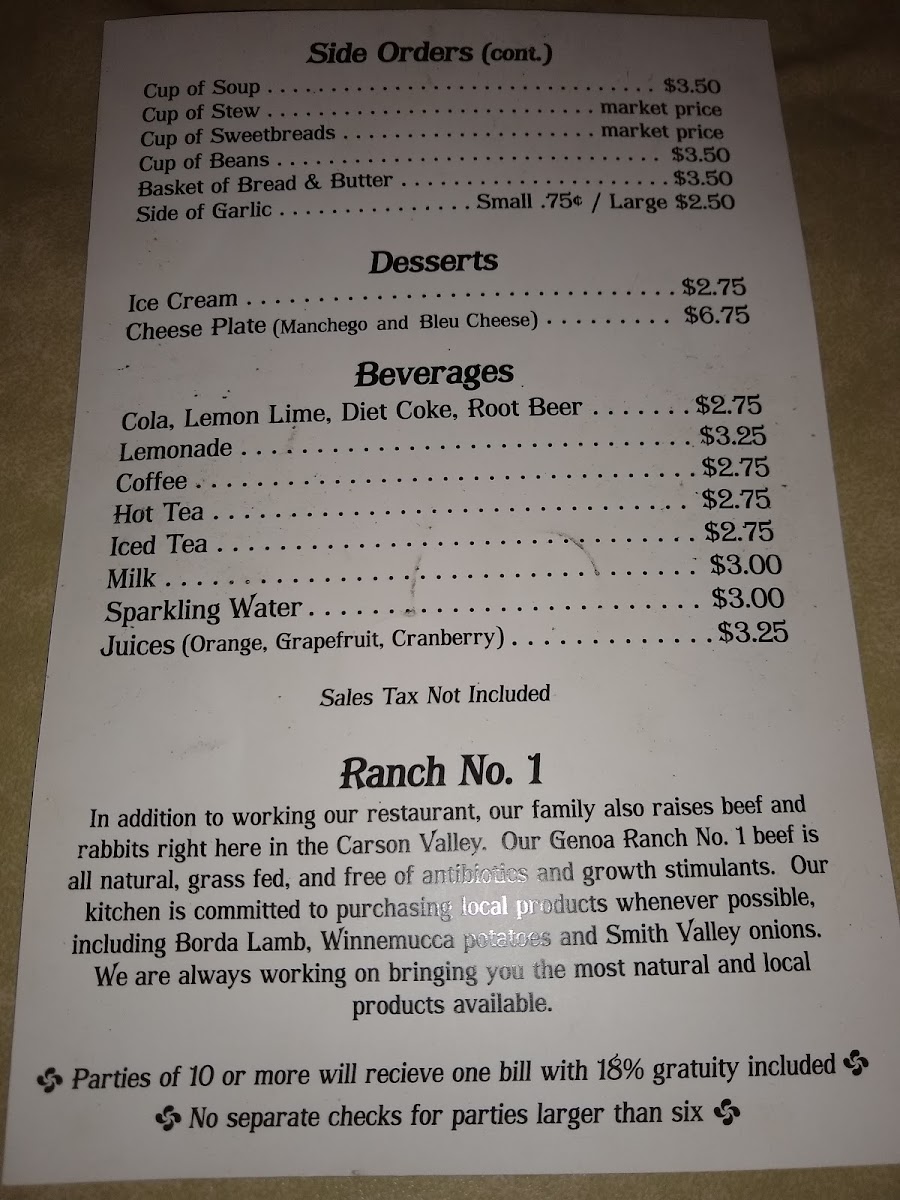 Side Orders (cont.)
Cup of Soup . . . . . . . . . . . . . . . . . . . . . . . . . . . . . . . . . $3.50
Cup of Stew . . . . . . . . . . . . . . . . . . . . . . . . . . . . market price
Cup of Sweetbreads . . . . . . . . . . . . . . . . . . . . . market price
Cup of Beans . . . . . . . . . . . . . . . . . . . . . . . . . . . . . . . . $3.50
Basket of Bread & Butter . . . . . . . . . . . . . . . . . . . . . . $3.50
Side of Garlic . . . . . . . . . . . . . . . . Small .75¢ / Large $2.50
Desserts
Ice Cream . . . . . . . . . . . . . . . . . . . . . . . . . . . . . . $2.75
Cheese Plate (Manchego and Bleu Cheese) . . . . . . . . . $6.75
Beverages
Cola, Lemon Lime, Diet Coke, Root Beer . . . . . . . $2.75
Lemonade . . . . . . . . . . . . . . . . . . . . . . . . . . . . . . . . $3.25
Coffee . . . . . . . . . . . . . . . . . . . . . . . . . . . . . . . . . . . $2.75
Hot Tea . . . . . . . . . . . . . . . . . . . . . . . . . . . . . . . . . $2.75
Iced Tea . . . . . . . . . . . . . . . . . . . . . . . . . . . . . . . . . $2.75
Milk . . . . . . . . . . . . . . . . . . . . . . . . . . . . . . . . . . . . $3.00
Sparkling Water . . . . . . . . . . . . . . . . . . . . . . . . . . . $3.00
Juices (Orange, Grapefruit, Cranberry) . . . . . . . . . . . . . $3.25
Sales Tax Not Included
Ranch No. 1
In addition to working our restaurant, our family also raises beef and
rabbits right here in the Carson Valley. Our Genoa Ranch No. 1 beef is
all natural, grass fed, and free of antibiotics and growth stimulants. Our
kitchen is committed to purchasing local products whenever possible,
including Borda Lamb, Winnemucca potatoes and Smith Valley onions.
We are always working on bringing you the most natural and local
products available.
Parties of 10 or more will recieve one bill with 18% gratuity included
No separate checks for parties larger than six